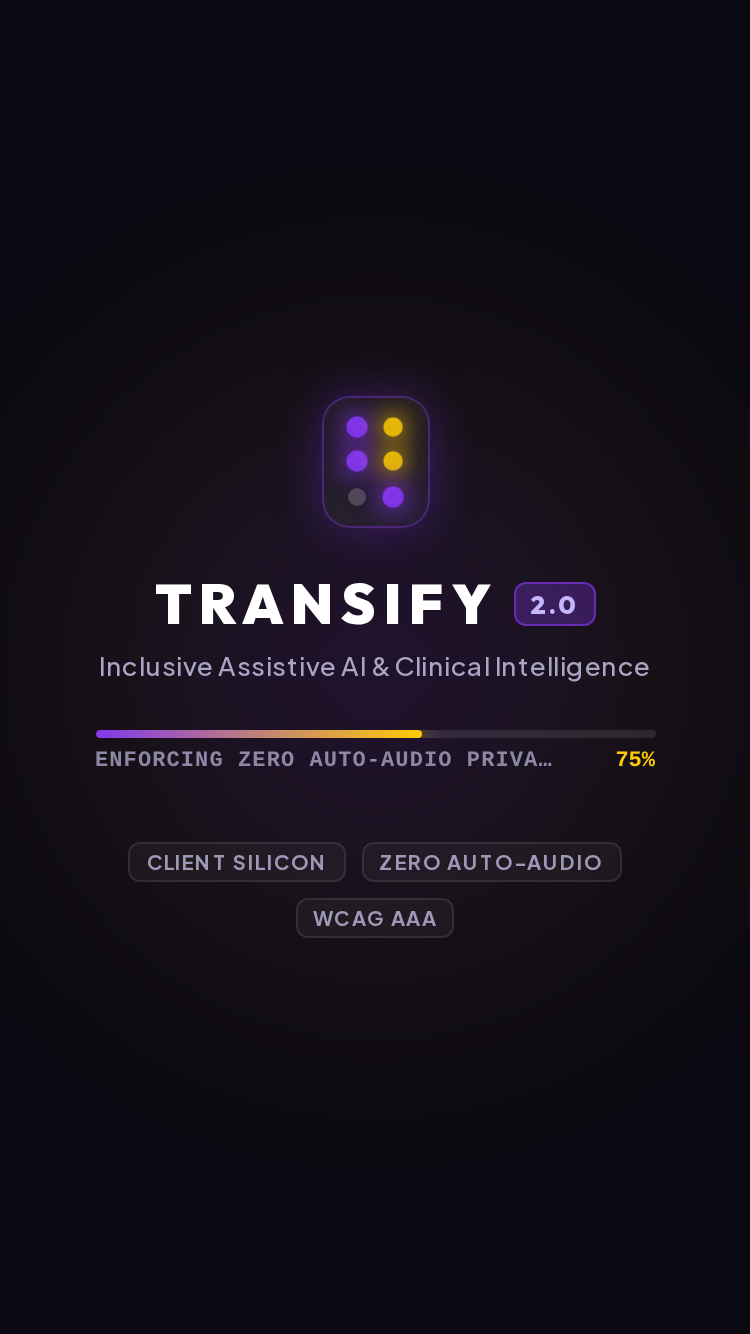 TRANSIFY 2.0
Inclusive Assistive AI & Clinical Intelligence
ENFORCING ZERO AUTO-AUDIO PRIVA… 75%
CLIENT SILICON ZERO AUTO-AUDIO
WCAG AAA